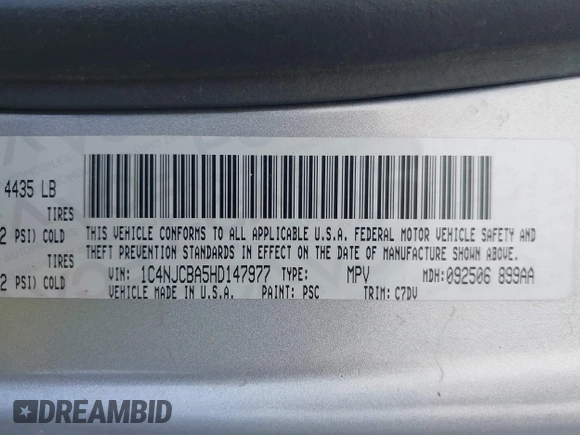 4435 LB
TIRES
2 PSI) COLD
TIRES
2 PSI) COLD
THIS VEHICLE CONFORMS TO ALL APPLICABLE U.S.A. FEDERAL MOTOR VEHICLE SAFETY AND
THEFT PREVENTION STANDARDS IN EFFECT ON THE DATE OF MANUFACTURE SHOWN ABOVE.
VIN: 1C4NJCBA5HD147977 TYPE: MPV MDH: 092506 899AA
VEHICLE MADE IN U.S.A. PAINT: PSC TRIM: C7DV
DREAMBID